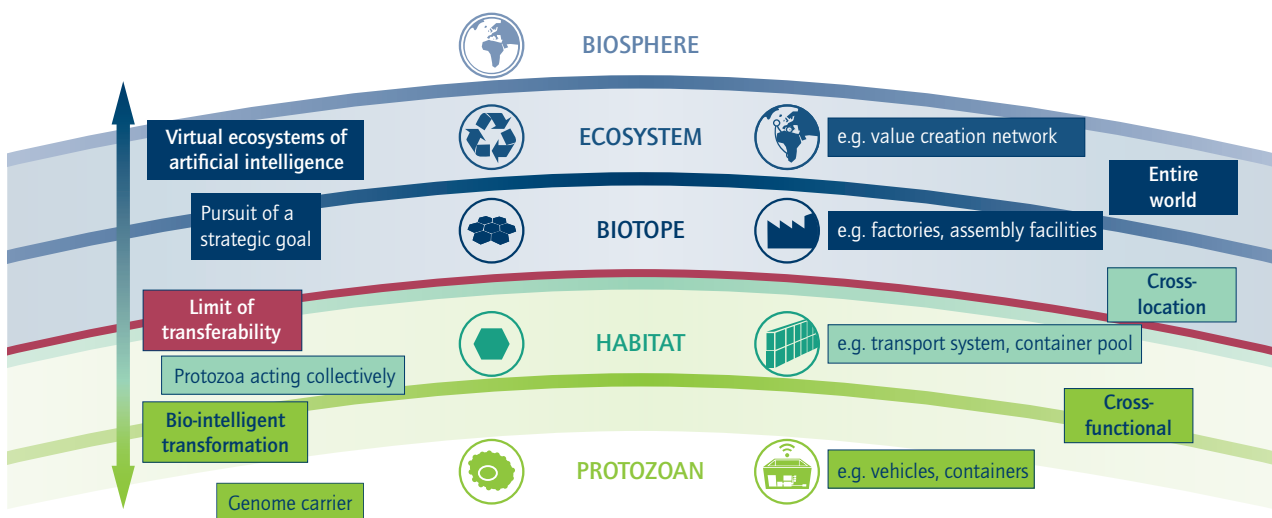 BIOSPHERE
Virtual ecosystems of
artificial intelligence
ECOSYSTEM
e.g. value creation network
Entire
world
Pursuit of a
strategic goal
BIOTOPE
e.g. factories, assembly facilities
Cross-
location
Limit of
transferability
HABITAT
e.g. transport system, container pool
Protozoa acting collectively
Cross-
functional
Bio-intelligent
transformation
PROTOZOAN
e.g. vehicles, containers
Genome carrier